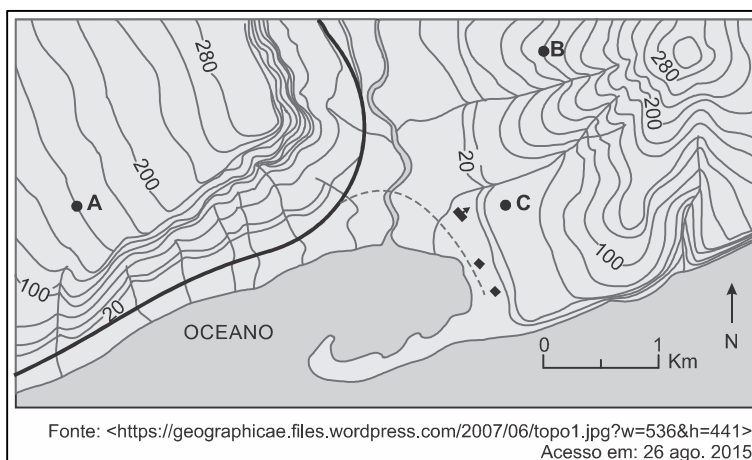 280
B
280
200
20
200
A
C
100
100
20
OCEANO
N
0 1
Km
Fonte: <https://geographicae.files.wordpress.com/2007/06/topo1.jpg?w=536&h=441>
Acesso em: 26 ago. 2015